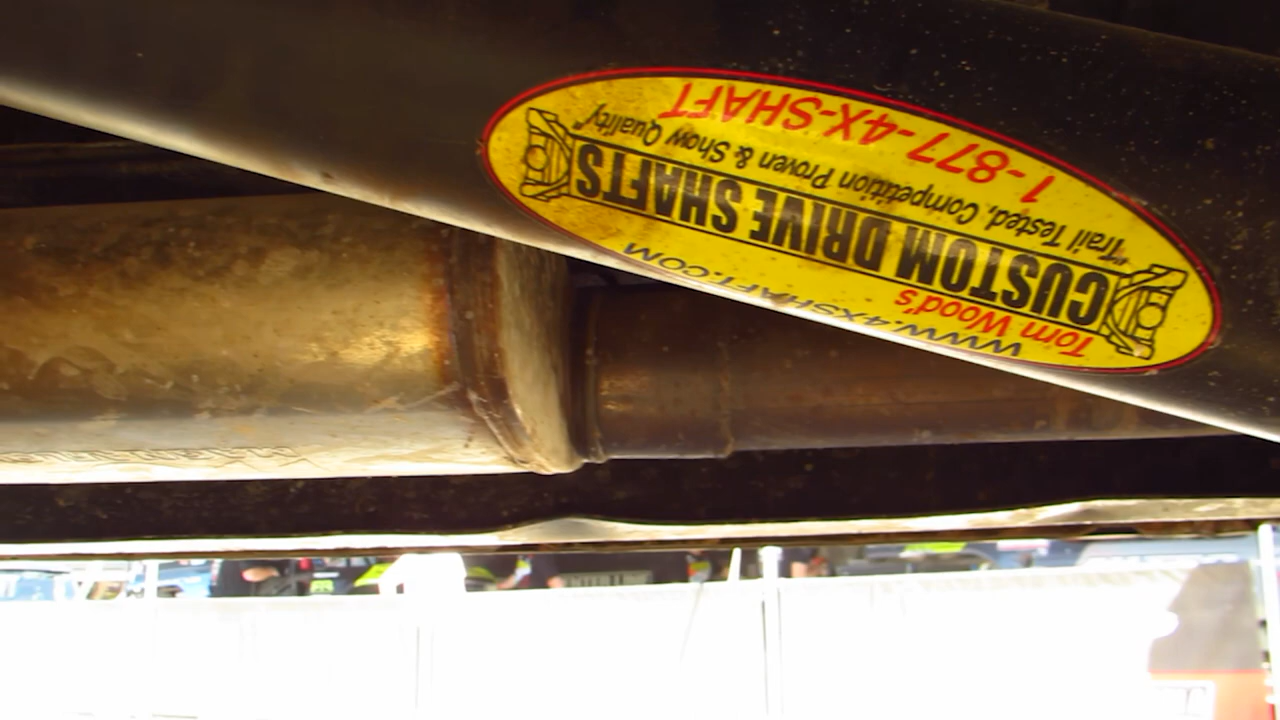 Tom Wood's
WWW.4XSHAFT.COM
CUSTOM DRIVE SHAFTS
"Trail Tested, Competition Proven & Show Quality"
1-877-4X-SHAFT